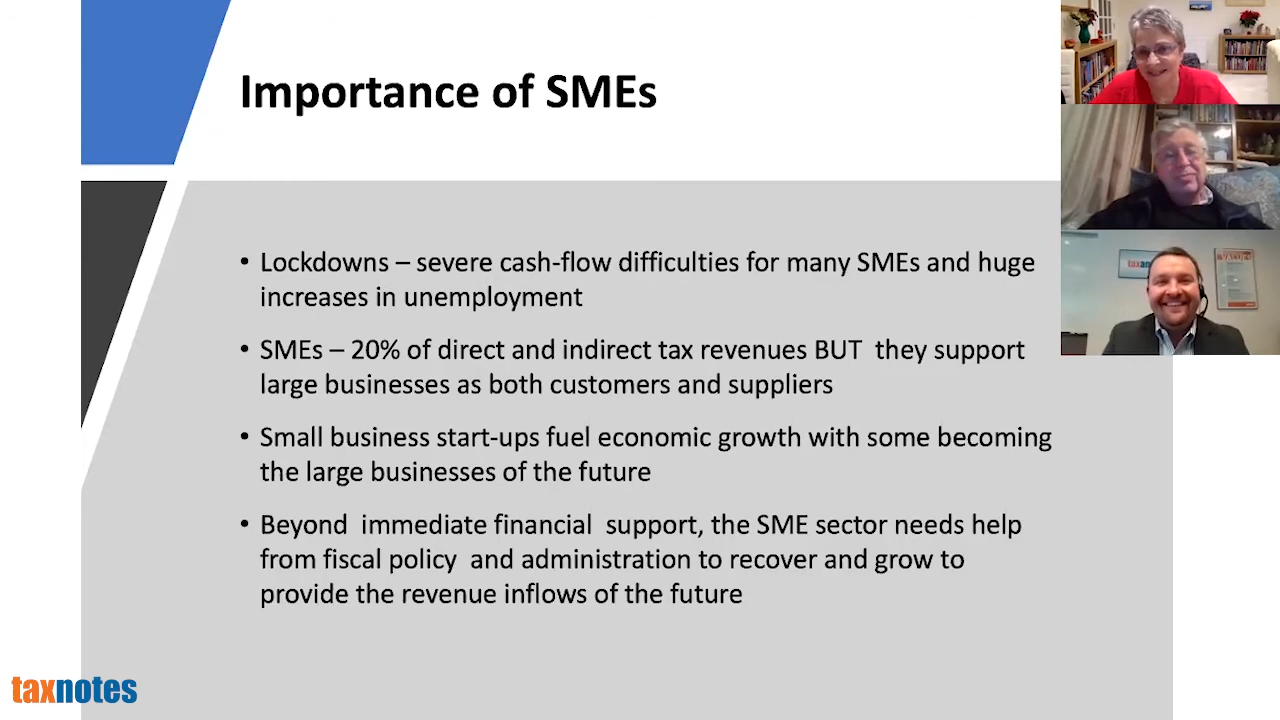 Importance of SMEs
• Lockdowns – severe cash-flow difficulties for many SMEs and huge
increases in unemployment
• SMEs – 20% of direct and indirect tax revenues BUT they support
large businesses as both customers and suppliers
• Small business start-ups fuel economic growth with some becoming
the large businesses of the future
• Beyond immediate financial support, the SME sector needs help
from fiscal policy and administration to recover and grow to
provide the revenue inflows of the future
taxnotes